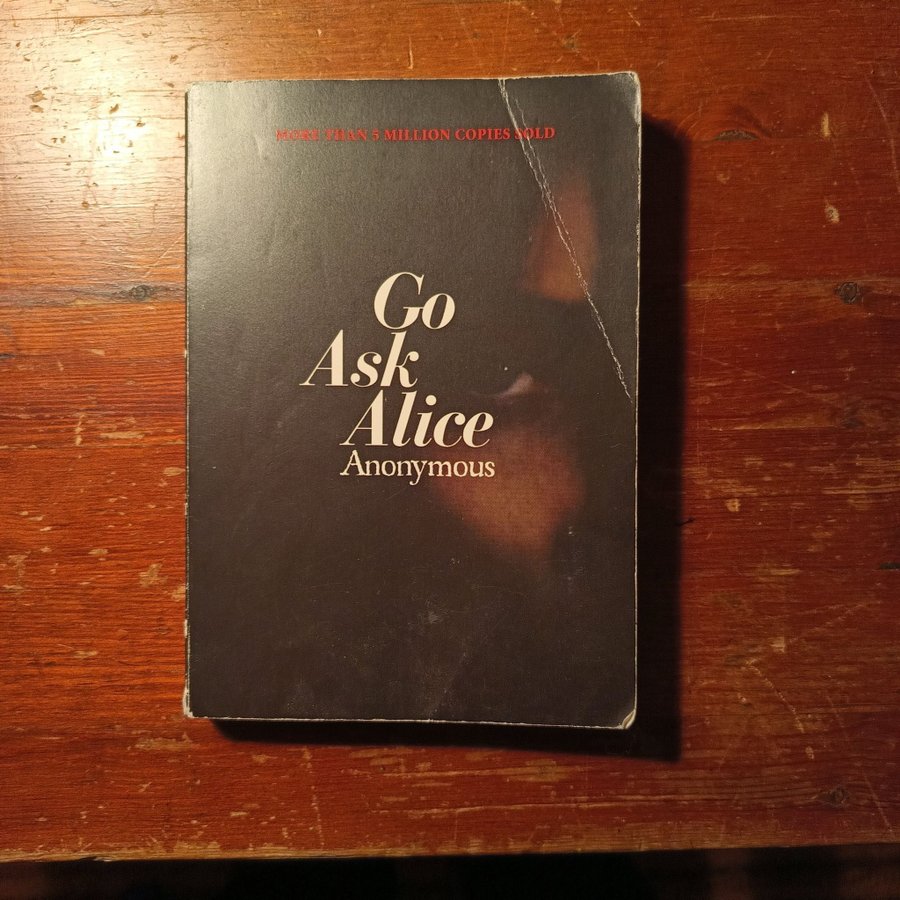 MORE THAN 5 MILLION COPIES SOLD
Go
Ask
Alice
Anonymous